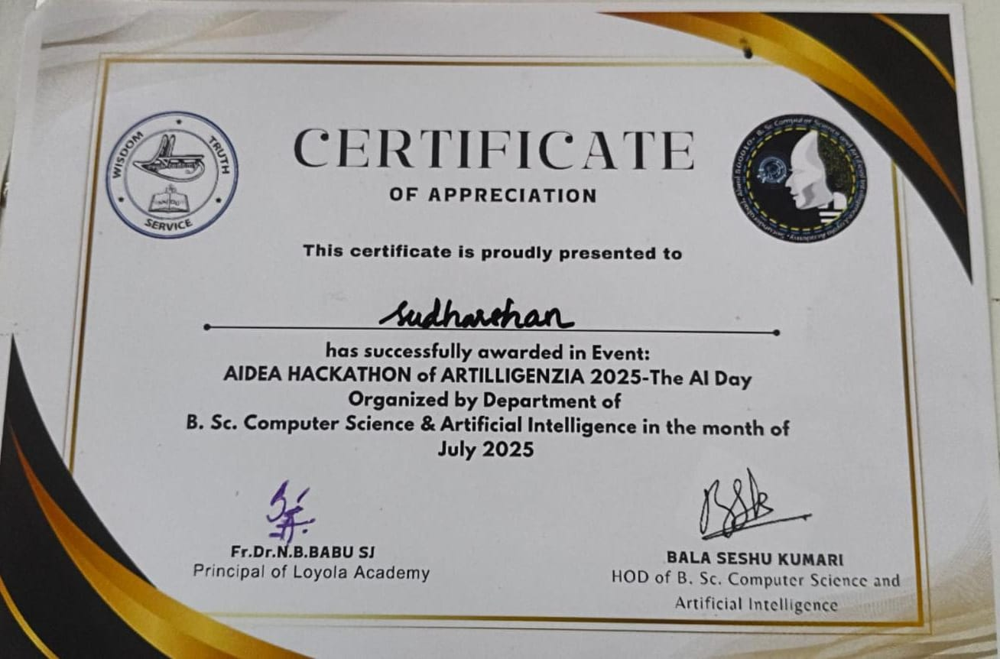 WISDOM TRUTH
SERVICE
CERTIFICATE
OF APPRECIATION
This certificate is proudly presented to
Sudharshan
has successfully awarded in Event:
AIDEA HACKATHON of ARTILLIGENZIA 2025-The AI Day
Organized by Department of
B. Sc. Computer Science & Artificial Intelligence in the month of
July 2025
Fr.Dr.N.B.BABU SJ
Principal of Loyola Academy
BALA SESHU KUMARI
HOD of B. Sc. Computer Science and
Artificial Intelligence